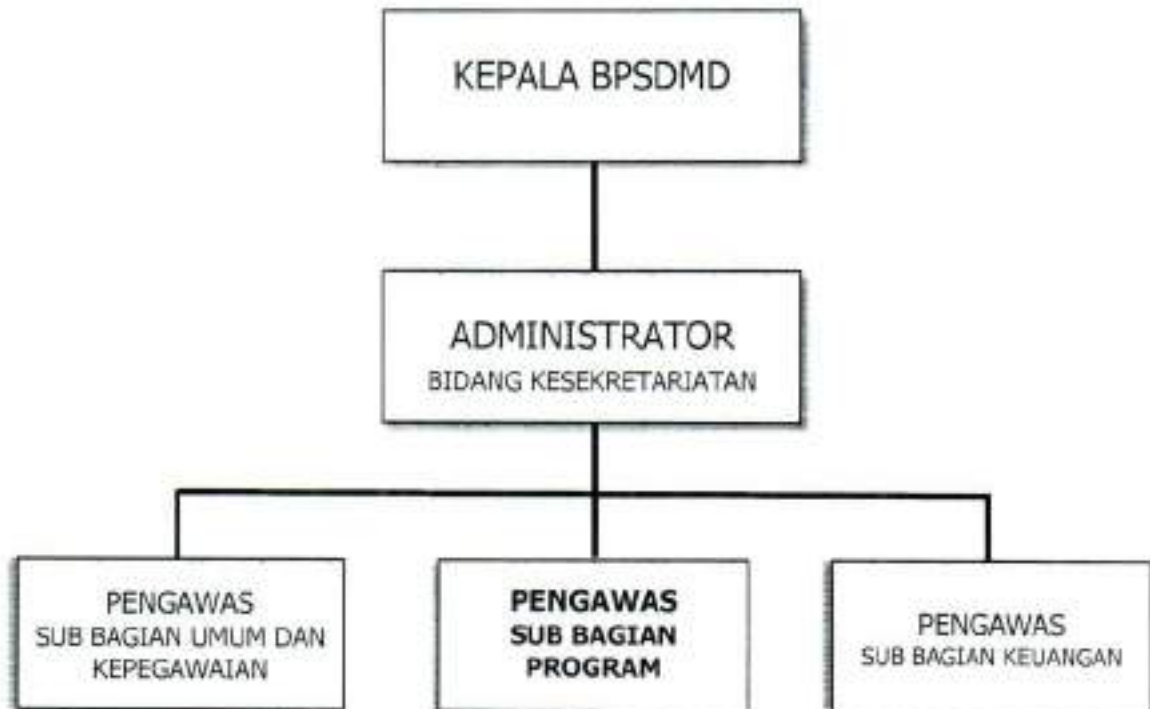 KEPALA BPSDMD
ADMINISTRATOR
BIDANG KESEKRETARIATAN
PENGAWAS
SUB BAGIAN UMUM DAN
KEPEGAWAIAN
PENGAWAS
SUB BAGIAN
PROGRAM
PENGAWAS
SUB BAGIAN KEUANGAN